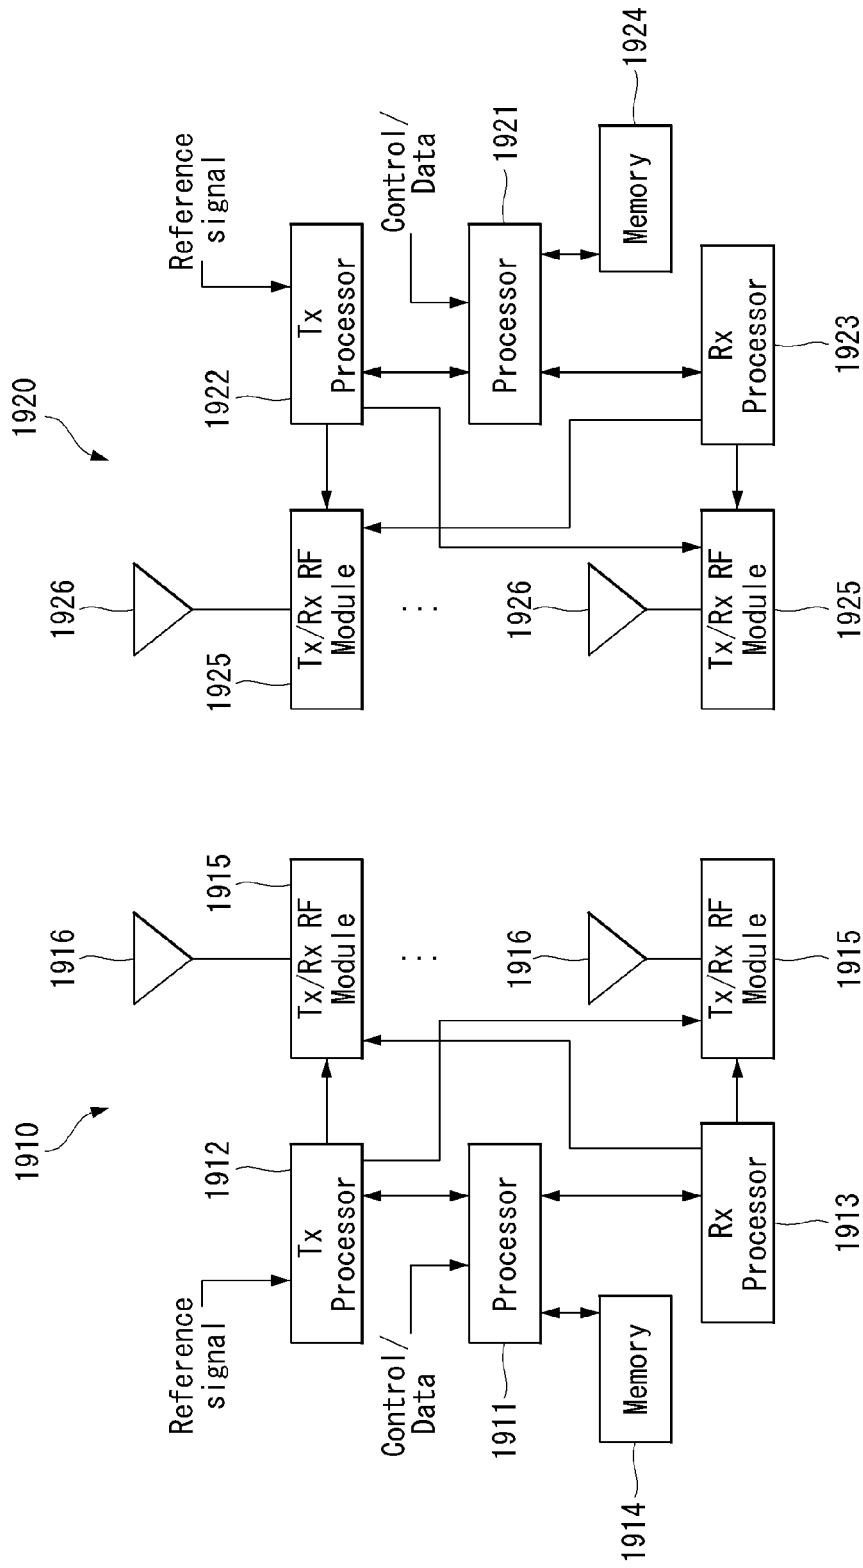 1910
1920
1916
1926
Reference
signal
1912
1915
Tx
Processor
Tx/Rx RF
Module
1925
1922
Tx/Rx RF
Module
Tx
Processor
Reference
signal
Control/
Data
Processor
1911
...
...
Processor
1921
Control/
Data
1916
1926
1914
Memory
Memory
1924
Rx
Processor
1913
Tx/Rx RF
Module
1915
Tx/Rx RF
Module
1925
Rx
Processor
1923